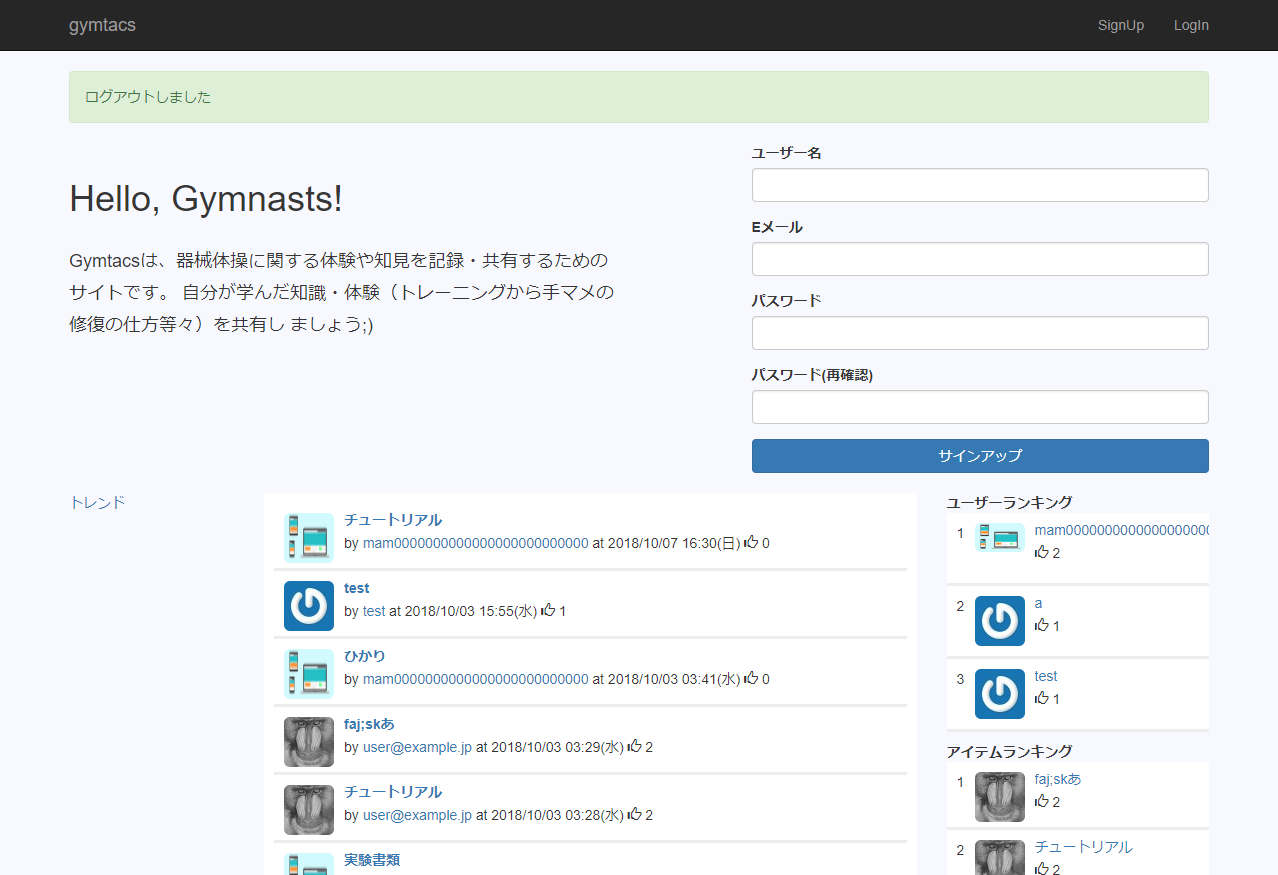 gymtacs
SignUp
LogIn
ログアウトしました
Hello, Gymnasts!
Gymtacsは、器械体操に関する体験や知見を記録・共有するための
サイトです。 自分が学んだ知識・体験（トレーニングから手マメの
修復の仕方等々）を共有し ましょう;)
ユーザー名
Eメール
パスワード
パスワード(再確認)
サインアップ
トレンド
チュートリアル
by mam0000000000000000000000000 at 2018/10/07 16:30(日) 0
test
by test at 2018/10/03 15:55(水) 1
ひかり
by mam0000000000000000000000000 at 2018/10/03 03:41(水) 0
faj;skあ
by user@example.jp at 2018/10/03 03:29(水) 2
チュートリアル
by user@example.jp at 2018/10/03 03:28(水) 2
実験書類
ユーザーランキング
1
2
2
a
1
3
test
1
アイテムランキング
1
faj;skあ
2
2
チュートリアル
2